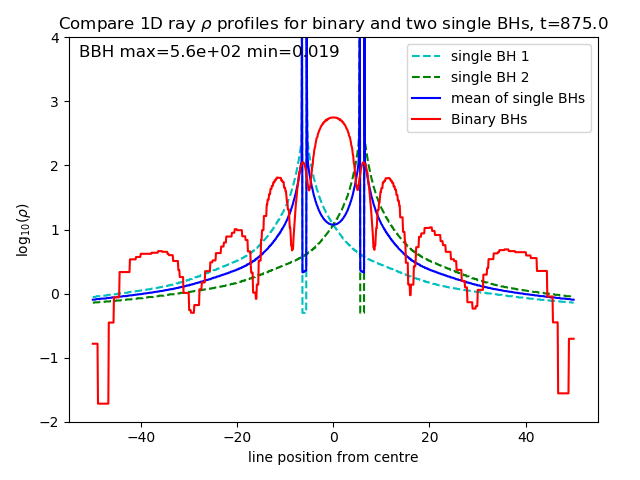 Compare 1D ray ρ profiles for binary and two single BHs, t=875.0
BBH max=5.6e+02 min=0.019
single BH 1
single BH 2
mean of single BHs
Binary BHs
4
3
2
1
0
−1
−2
log₁₀(ρ)
−40 −20 0 20 40
line position from centre